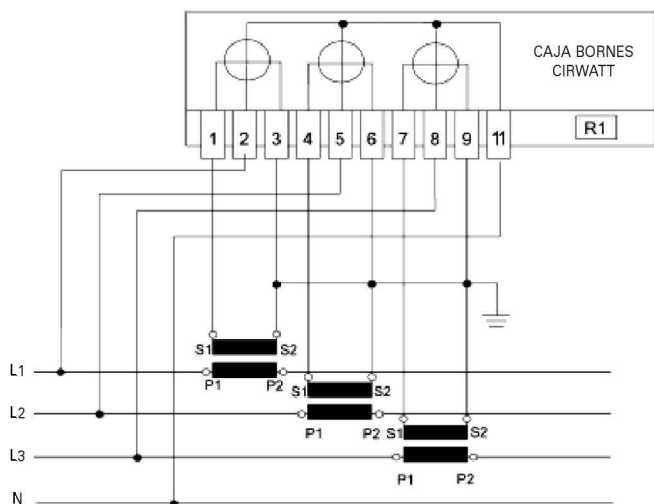 CAJA BORNES
CIRWATT
1 2 3 4 5 6 7 8 9 11
R1
S1 S2
L1
P1 P2
S1 S2
L2
P1 P2
S1 S2
L3
P1 P2
N